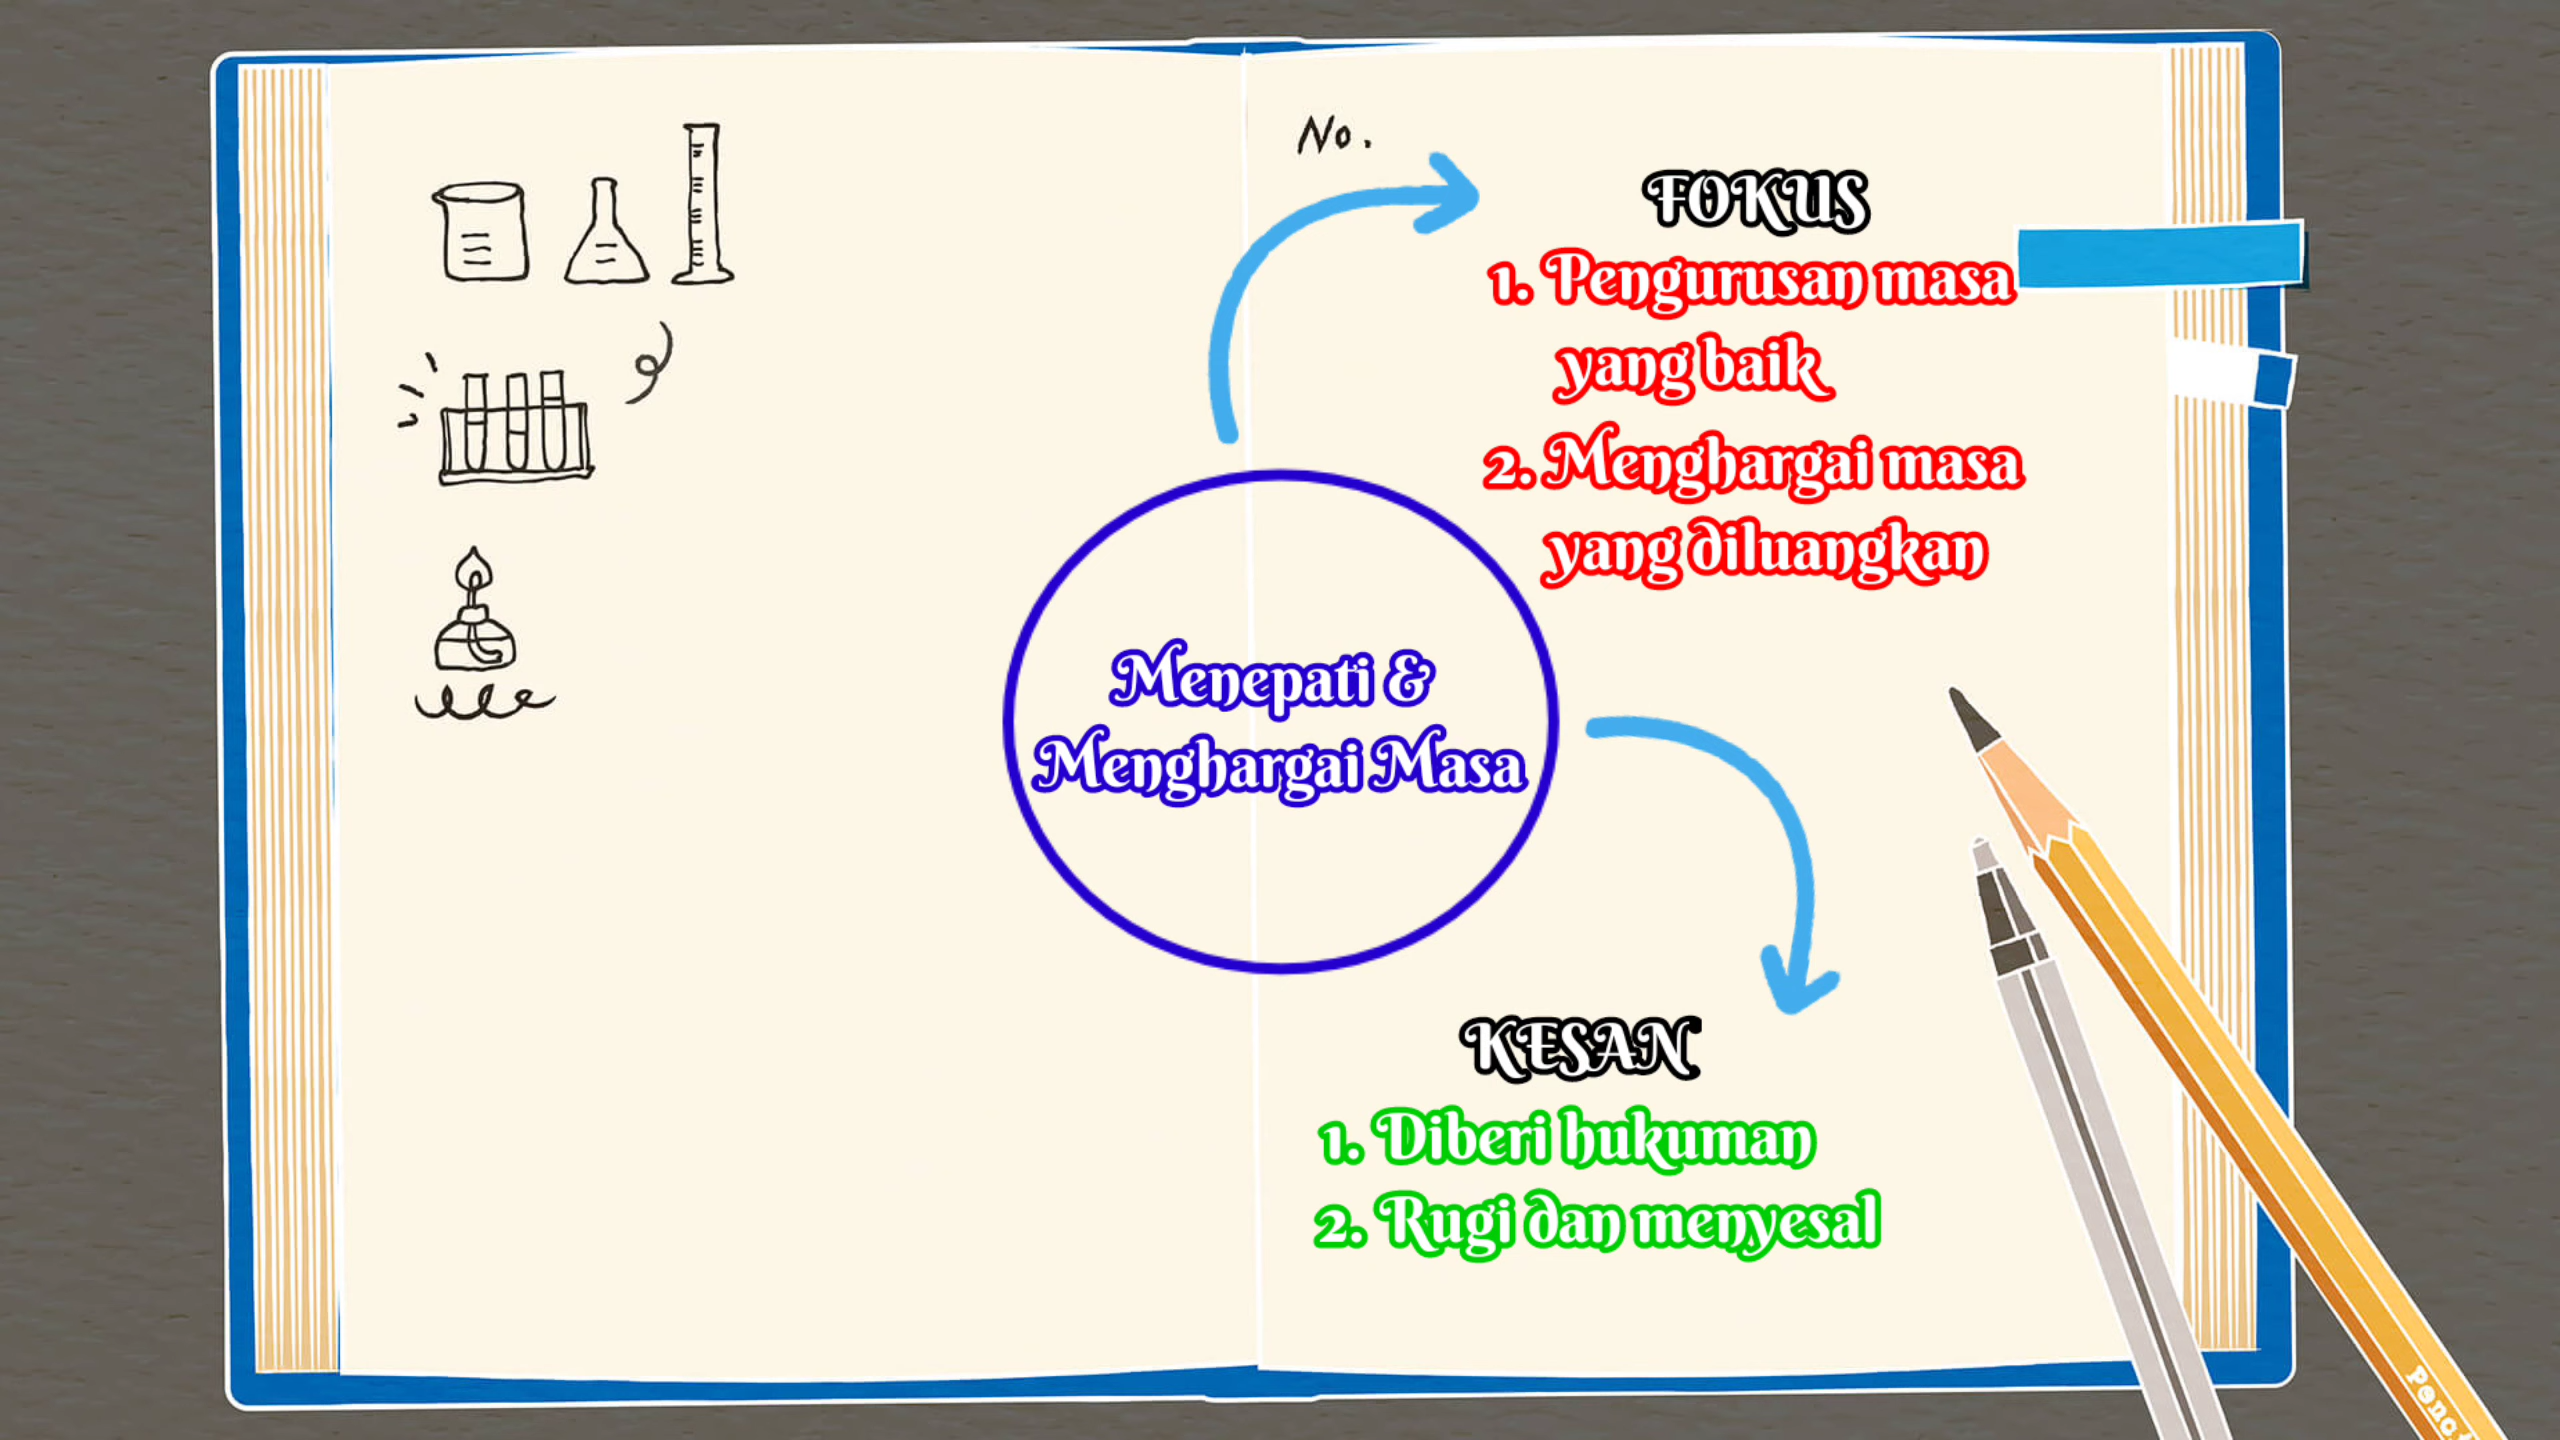 No.
FOKUS
1. Pengurusan masa
yang baik
2. Menghargai masa
yang diluangkan
Menepati &
Menghargai Masa
KESAN
1. Diberi hukuman
2. Rugi dan menyesal